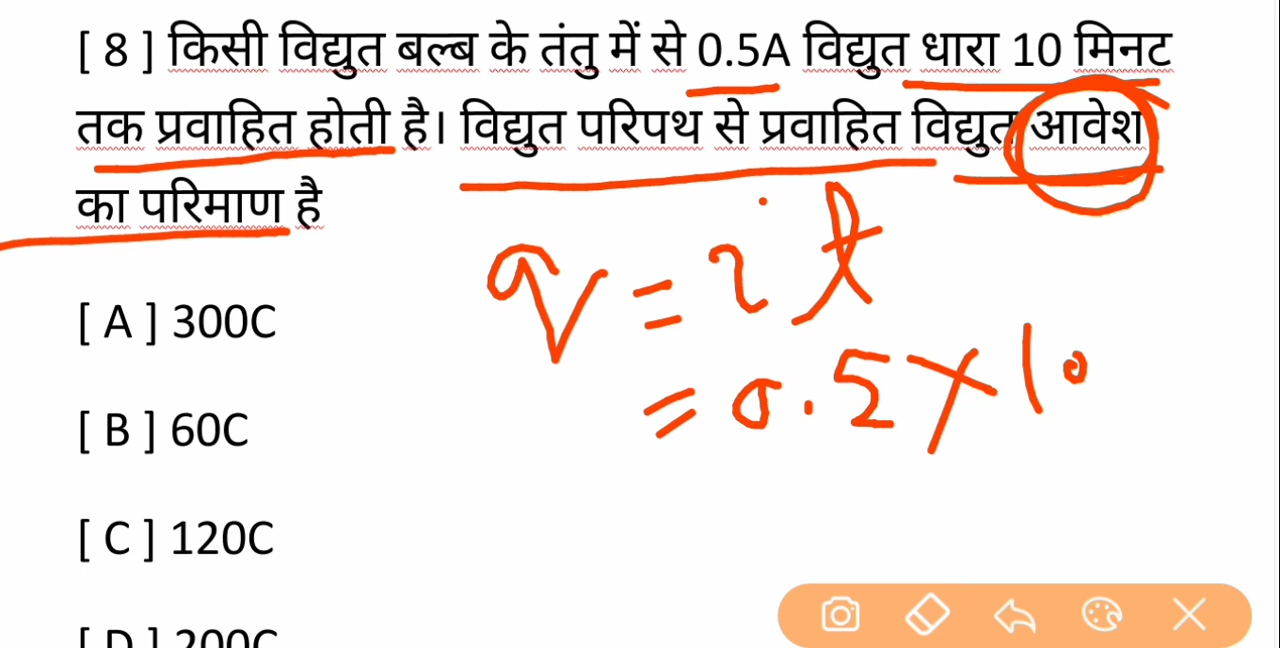 [ 8 ] किसी विद्युत बल्ब के तंतु में से 0.5A विद्युत धारा 10 मिनट
तक प्रवाहित होती है। विद्युत परिपथ से प्रवाहित विद्युत आवेश
का परिमाण है
q = i t
= 0.5 × 10
[ A ] 300C
[ B ] 60C
[ C ] 120C
[ D ] 200C